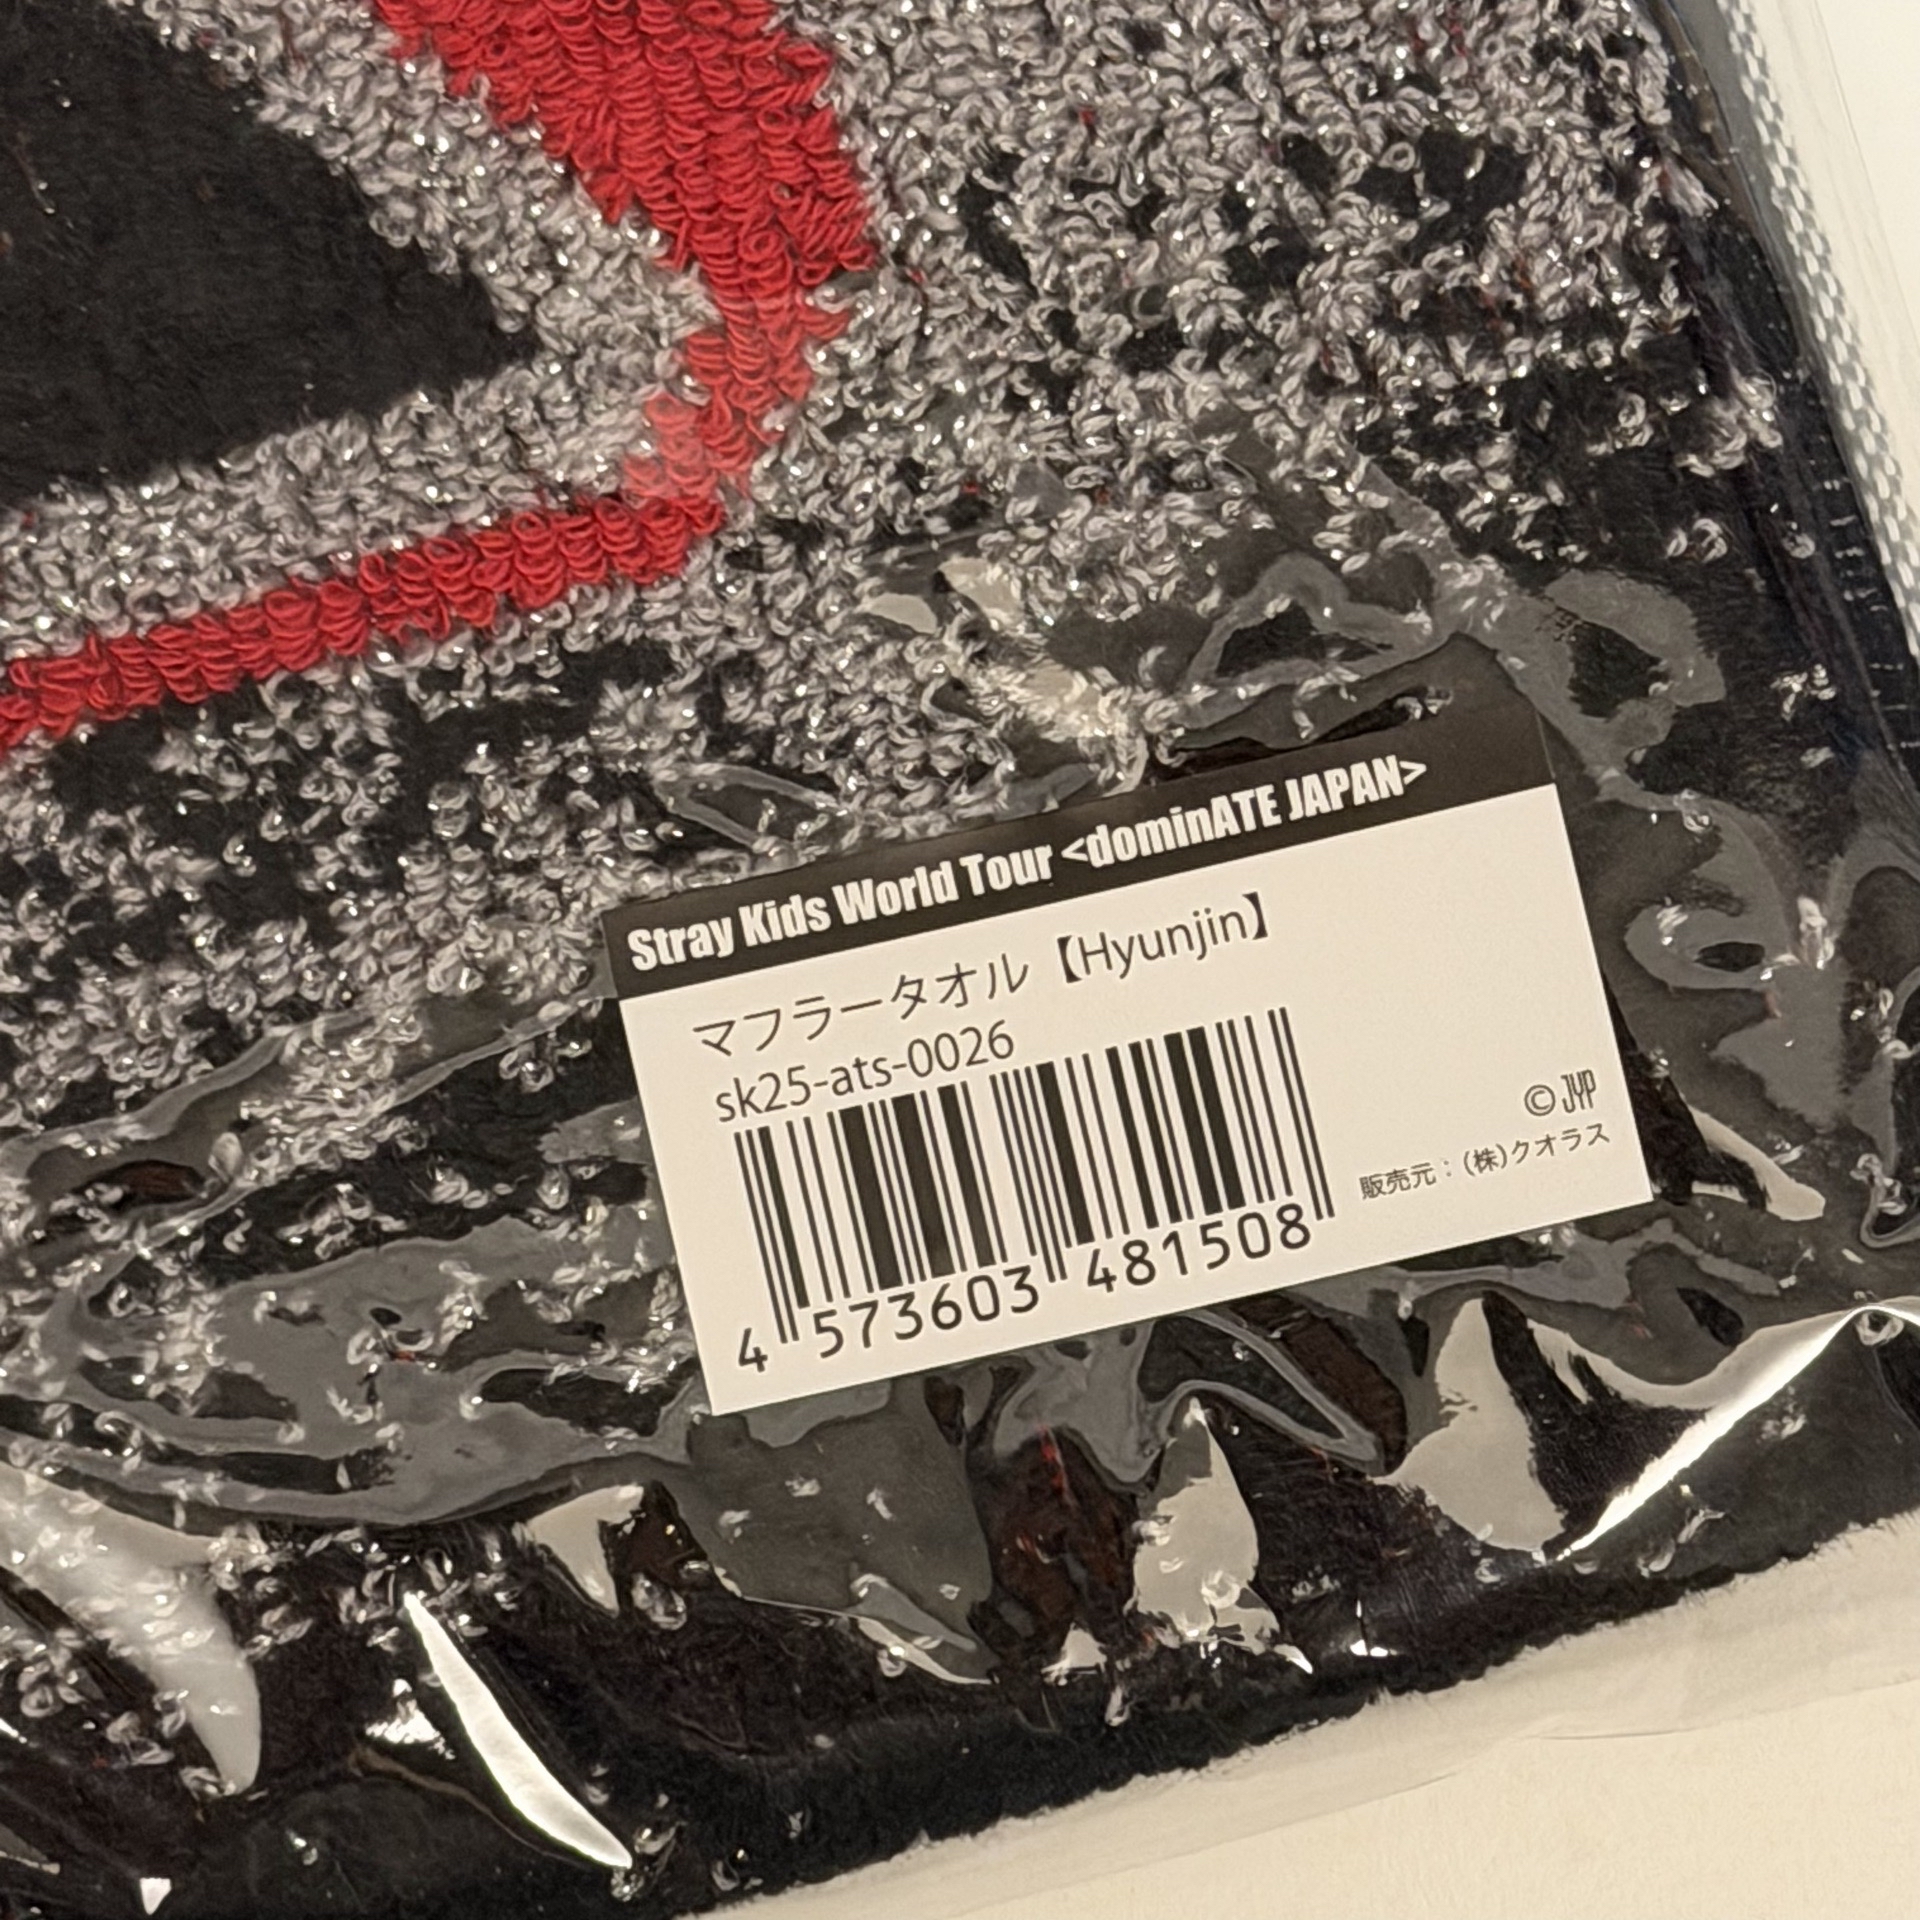 Stray Kids World Tour <dominATE JAPAN>
マフラータオル【Hyunjin】
sk25-ats-0026
4 573603 481508
© JYP
販売元：(株)クオラス